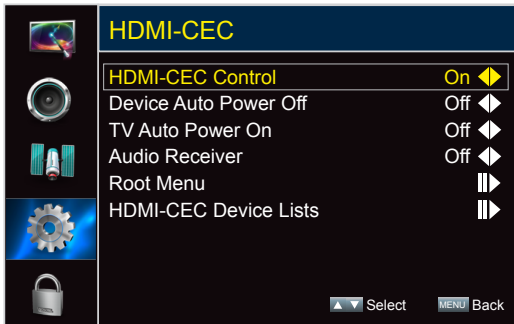 HDMI-CEC
HDMI-CEC Control On
Device Auto Power Off Off
TV Auto Power On Off
Audio Receiver Off
Root Menu
HDMI-CEC Device Lists
Select MENU Back